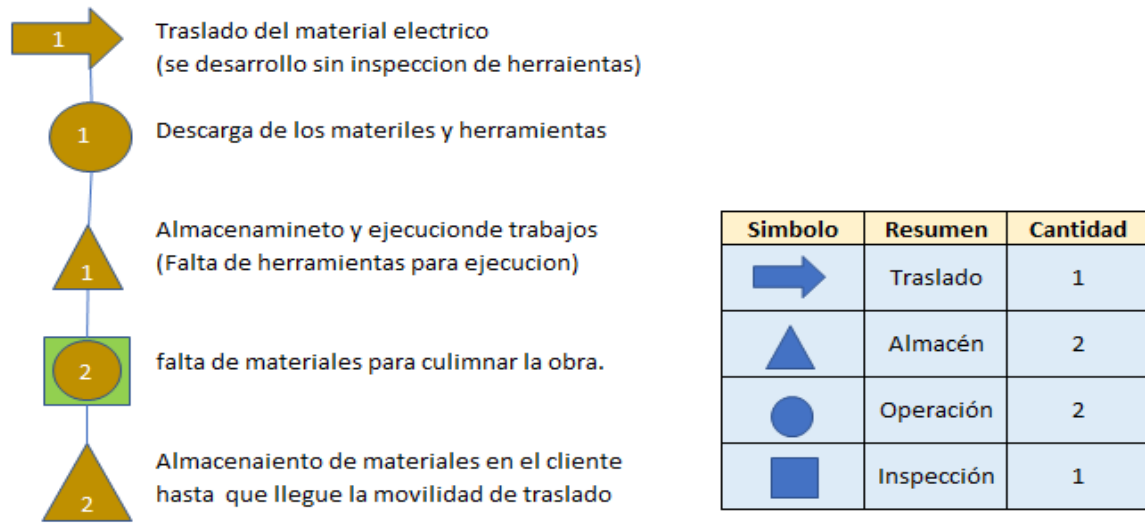 1
Traslado del material electrico
(se desarrollo sin inspeccion de herraientas)
1
Descarga de los materiles y herramientas
1
Almacenamineto y ejecucionde trabajos
(Falta de herramientas para ejecucion)
2
falta de materiales para culimnar la obra.
2
Almacenaiento de materiales en el cliente
hasta que llegue la movilidad de traslado
Simbolo Resumen Cantidad
Traslado 1
Almacén 2
Operación 2
Inspección 1